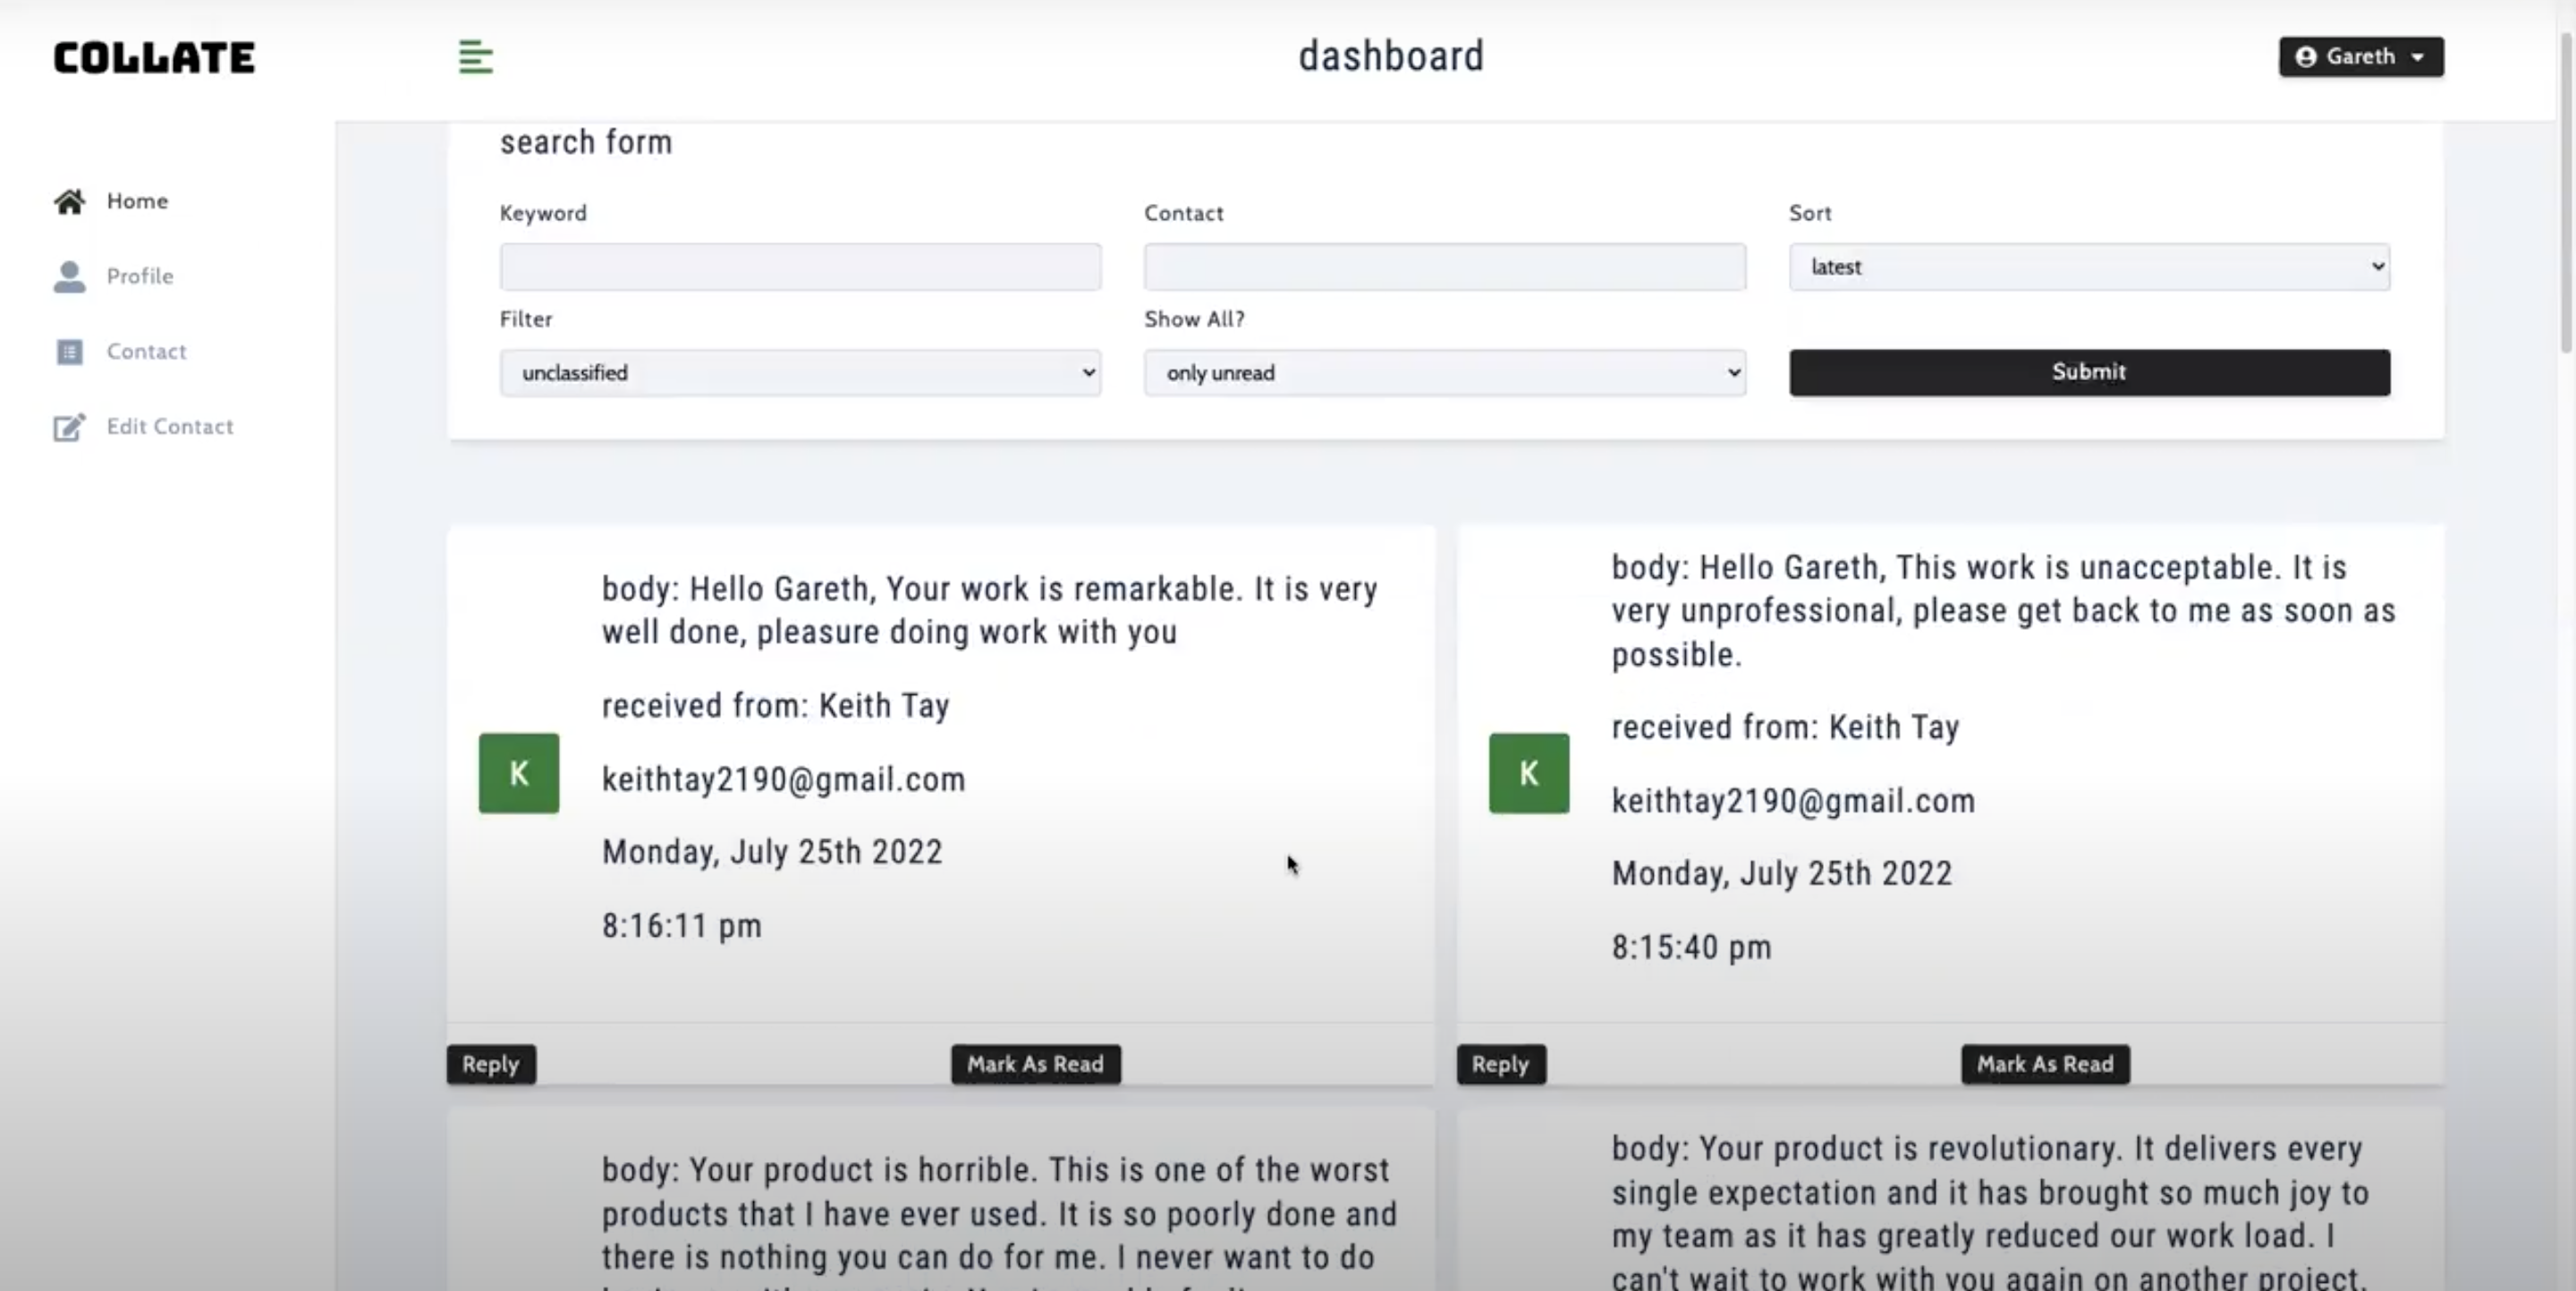 COLLATE
dashboard
Gareth
Home
Profile
Contact
Edit Contact
search form
Keyword
Contact
Sort
latest
Filter
Show All?
unclassified
only unread
Submit
body: Hello Gareth, Your work is remarkable. It is very
well done, pleasure doing work with you
received from: Keith Tay
K
keithtay2190@gmail.com
Monday, July 25th 2022
8:16:11 pm
Reply
Mark As Read
body: Hello Gareth, This work is unacceptable. It is
very unprofessional, please get back to me as soon as
possible.
received from: Keith Tay
K
keithtay2190@gmail.com
Monday, July 25th 2022
8:15:40 pm
Reply
Mark As Read
body: Your product is horrible. This is one of the worst
products that I have ever used. It is so poorly done and
there is nothing you can do for me. I never want to do
body: Your product is revolutionary. It delivers every
single expectation and it has brought so much joy to
my team as it has greatly reduced our work load. I
can't wait to work with you again on another project.